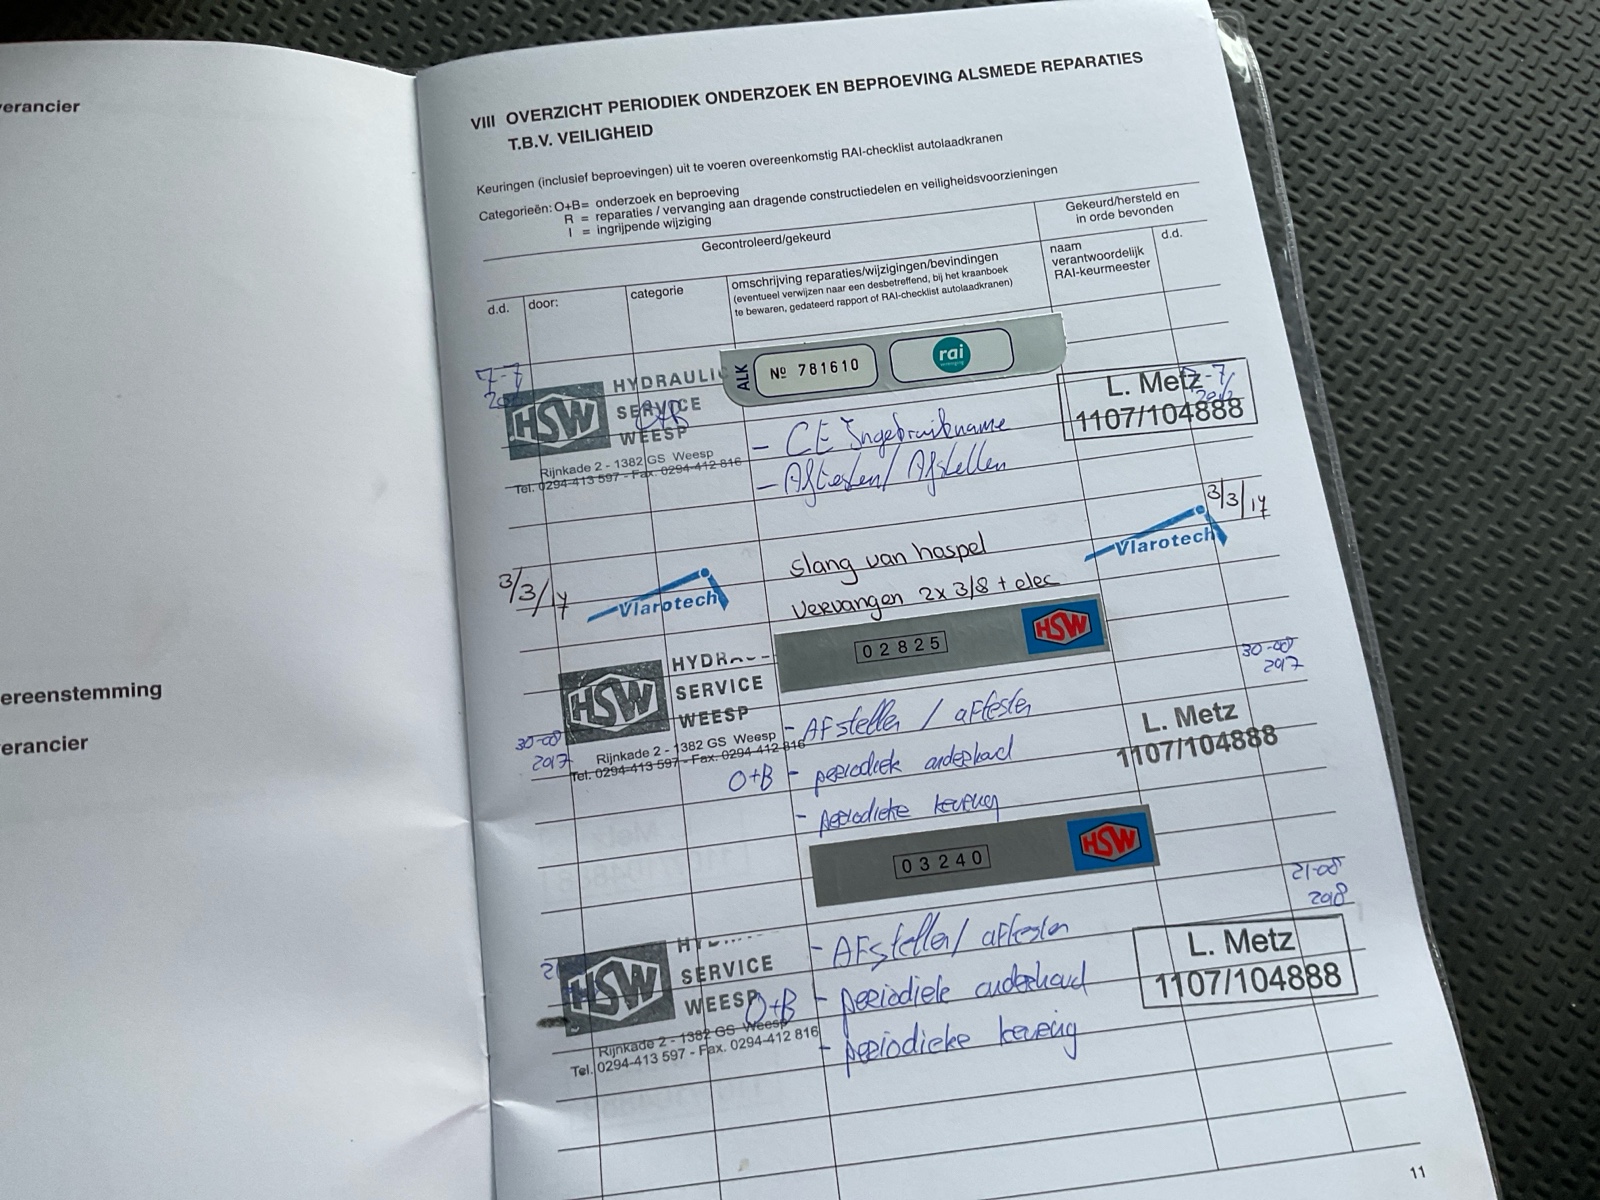 erancier
ereenstemming
erancier
VIII OVERZICHT PERIODIEK ONDERZOEK EN BEPROEVING ALSMEDE REPARATIES
T.B.V. VEILIGHEID
Keuringen (inclusief beproevingen) uit te voeren overeenkomstig RAI-checklist autolaadkranen
Categorieën: O+B= onderzoek en beproeving
R = reparaties / vervanging aan dragende constructiedelen en veiligheidsvoorzieningen
I = ingrijpende wijziging
Gecontroleerd/gekeurd
Gekeurd/hersteld en
in orde bevonden
d.d.
door:
categorie
omschrijving reparaties/wijzigingen/bevindingen
(eventueel verwijzen naar een desbetreffend, bij het kraanboek
te bewaren, gedateerd rapport of RAI-checklist autolaadkranen)
naam
verantwoordelijk
RAI-keurmeester
d.d.
ALK
Nº 781610
rai
7-7
HSW
HYDRAULIC
SERVICE
WEESP
Rijnkade 2 - 1382 GS Weesp
Tel. 0294-413 597 - Fax. 0294-412 816
O+B
- CE Ingebruikname
- Aftesten/ Afstellen
L. Metz
1107/104888
7-7
3/3/17
Vlarotech
slang van haspel
vervangen 2x 3/8 + elec
Vlarotech
3/3/17
02825
HSW
30-08
2017
HSW
HYDR
SERVICE
WEESP
Rijnkade 2 - 1382 GS Weesp
Tel. 0294-413 597 - Fax. 0294-412 816
O+B
- Afstellen / aftesten
- periodiek onderhoud
- periodieke keuring
L. Metz
1107/104888
30-08
2017
03240
HSW
21-08
2018
2
HSW
SERVICE
WEESP
Rijnkade 2 - 1382 GS Weesp
Tel. 0294-413 597 - Fax. 0294-412 816
O+B
- Afstellen/ aftesten
- periodiek onderhoud
- periodieke keuring
L. Metz
1107/104888
11